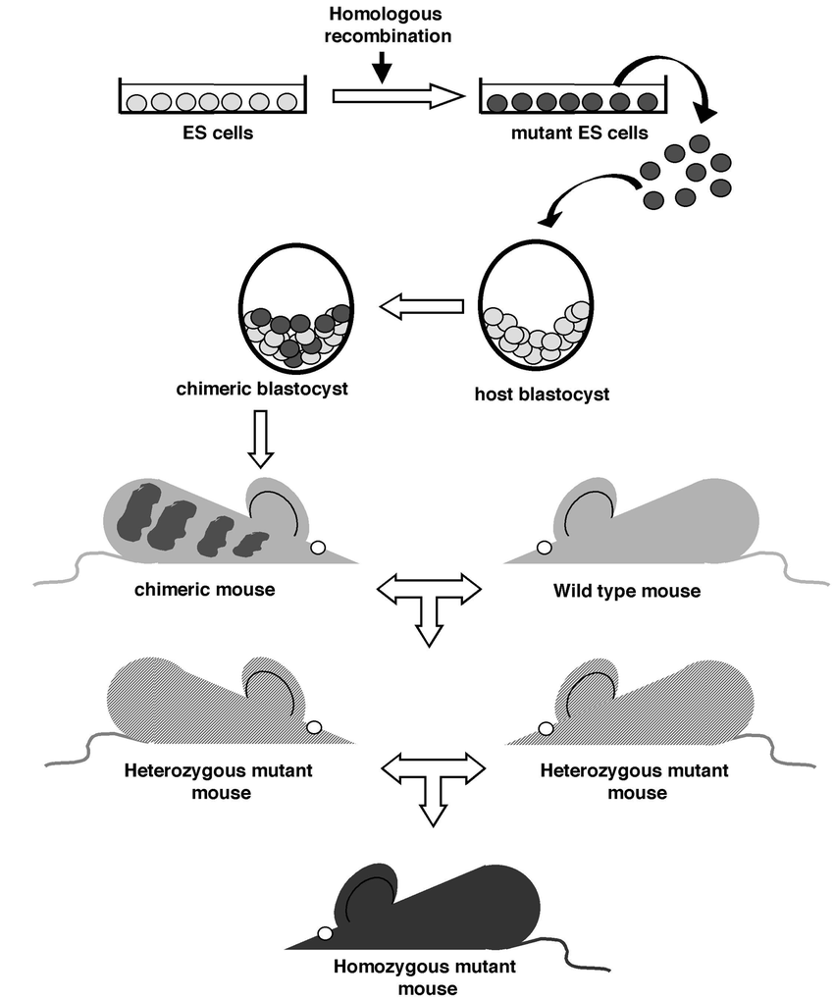 Homologous
recombination
ES cells
mutant ES cells
chimeric blastocyst
host blastocyst
chimeric mouse
Wild type mouse
Heterozygous mutant
mouse
Heterozygous mutant
mouse
Homozygous mutant
mouse